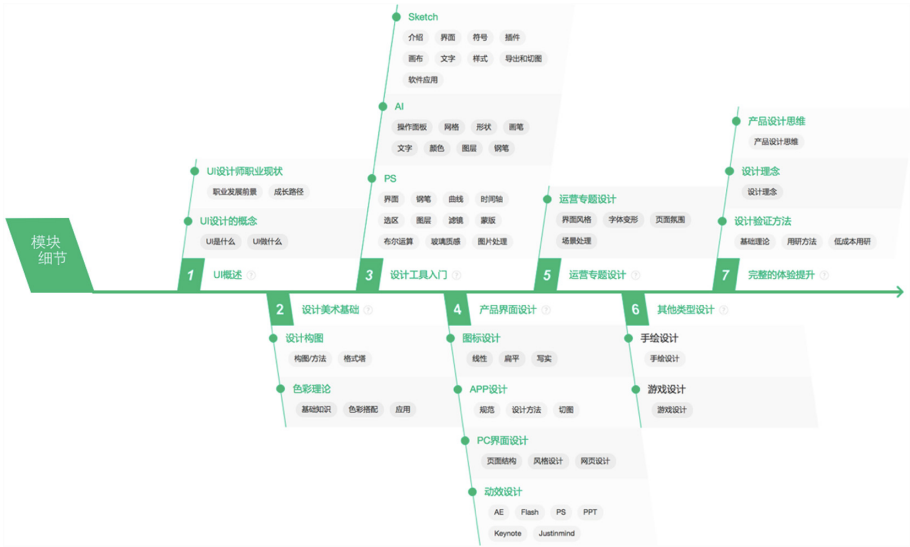 模块
细节
UI设计师职业现状
职业发展前景 成长路径
UI设计的概念
UI是什么 UI做什么
1 UI概述 ?
2 设计美术基础 ?
设计构图
构图/方法 格式塔
色彩理论
基础知识 色彩搭配 应用
Sketch
介绍 界面 符号 插件
画布 文字 样式 导出和切图
软件应用
AI
操作面板 网格 形状 画笔
文字 颜色 图层 钢笔
PS
界面 钢笔 曲线 时间轴
选区 图层 滤镜 蒙版
布尔运算 玻璃质感 图片处理
3 设计工具入门 ?
4 产品界面设计 ?
图标设计
线性 扁平 写实
APP设计
规范 设计方法 切图
PC界面设计
页面结构 风格设计 网页设计
动效设计
AE Flash PS PPT
Keynote Justinmind
运营专题设计
界面风格 字体变形 页面氛围
场景处理
5 运营专题设计 ?
6 其他类型设计 ?
手绘设计
手绘设计
游戏设计
游戏设计
产品设计思维
产品设计思维
设计理念
设计理念
设计验证方法
基础理论 用研方法 低成本用研
7 完整的体验提升 ?